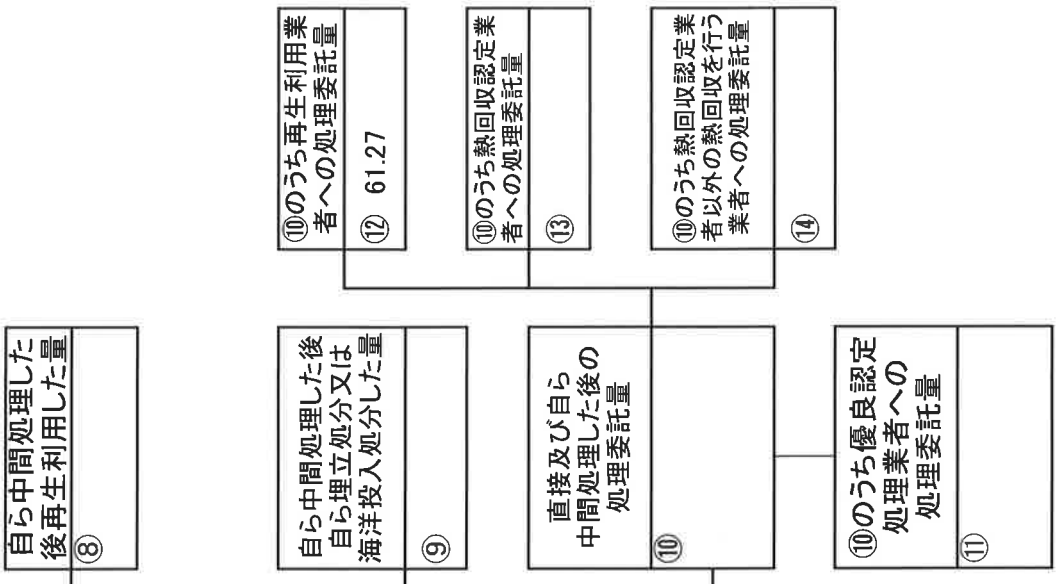 自ら中間処理した
後再生利用した量
⑧
自ら中間処理した後
自ら埋立処分又は
海洋投入処分した量
⑨
直接及び自ら
中間処理した後の
処理委託量
⑩
⑩のうち優良認定
処理業者への
処理委託量
⑪
⑩のうち再生利用業
者への処理委託量
⑫ 61.27
⑩のうち熱回収認定業
者への処理委託量
⑬
⑩のうち熱回収認定業
者以外の熱回収を行う
業者への処理委託量
⑭